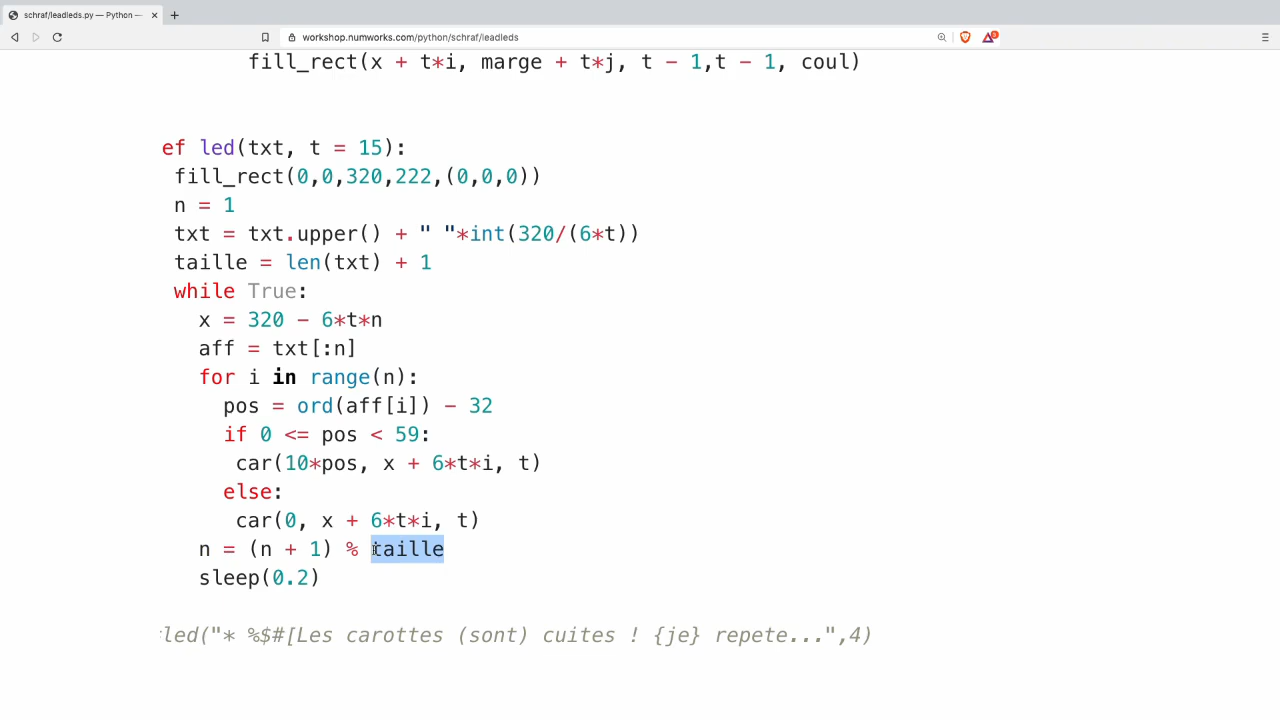 schraf/leadleds.py — Python —
workshop.numworks.com/python/schraf/leadleds
fill_rect(x + t*i, marge + t*j, t - 1,t - 1, coul)
ef led(txt, t = 15):
fill_rect(0,0,320,222,(0,0,0))
n = 1
txt = txt.upper() + " "*int(320/(6*t))
taille = len(txt) + 1
while True:
x = 320 - 6*t*n
aff = txt[:n]
for i in range(n):
pos = ord(aff[i]) - 32
if 0 <= pos < 59:
car(10*pos, x + 6*t*i, t)
else:
car(0, x + 6*t*i, t)
n = (n + 1) % taille
sleep(0.2)
led("* %$#[Les carottes (sont) cuites ! {je} repete...",4)